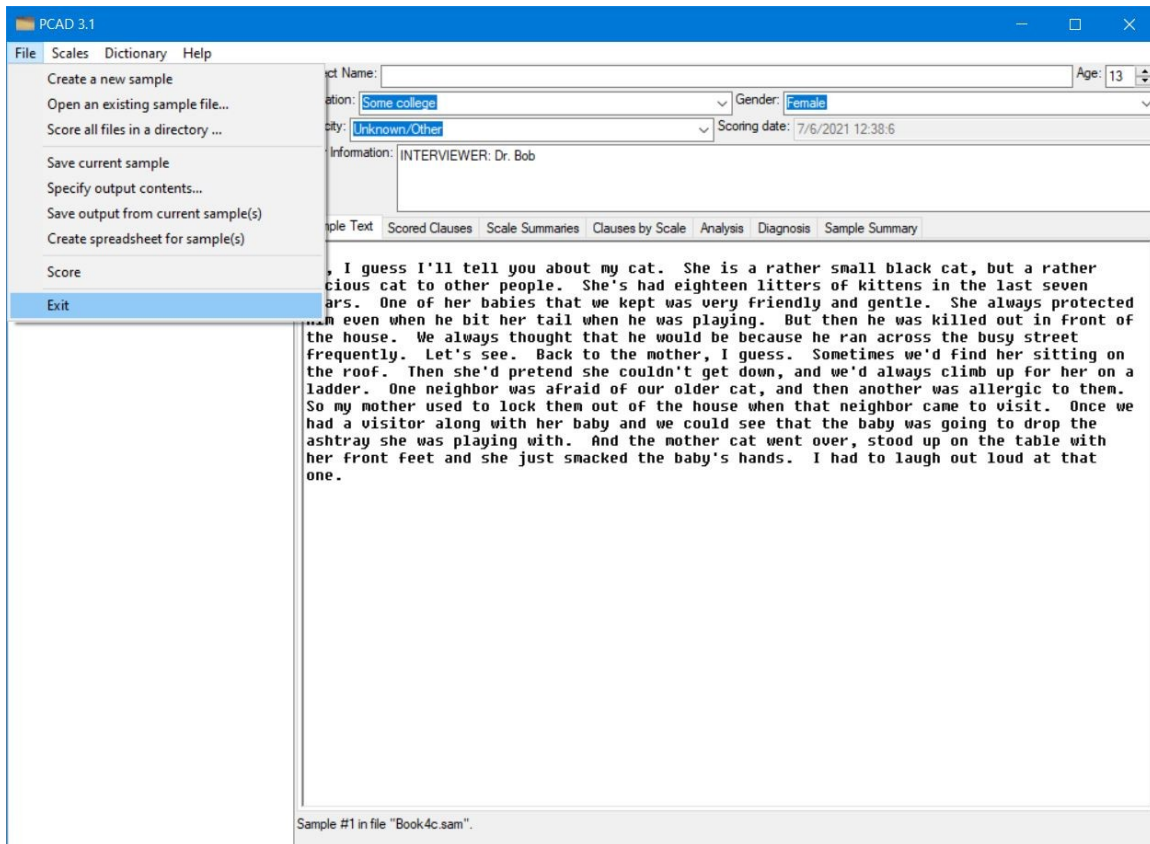 PCAD 3.1
File Scales Dictionary Help
Create a new sample
Open an existing sample file...
Score all files in a directory ...
Save current sample
Specify output contents...
Save output from current sample(s)
Create spreadsheet for sample(s)
Score
Exit
Name: Age: 13
Some college Gender: Female
Unknown/Other Scoring date: 7/6/2021 12:38:6
Information: INTERVIEWER: Dr. Bob
Text Scored Clauses Scale Summaries Clauses by Scale Analysis Diagnosis Sample Summary
, I guess I'll tell you about my cat. She is a rather small black cat, but a rather
cat to other people. She's had eighteen litters of kittens in the last seven
One of her babies that we kept was very friendly and gentle. She always protected
him even when he bit her tail when he was playing. But then he was killed out in front of
the house. We always thought that he would be because he ran across the busy street
frequently. Let's see. Back to the mother, I guess. Sometimes we'd find her sitting on
the roof. Then she'd pretend she couldn't get down, and we'd always climb up for her on a
ladder. One neighbor was afraid of our older cat, and then another was allergic to them.
So my mother used to lock them out of the house when that neighbor came to visit. Once we
had a visitor along with her baby and we could see that the baby was going to drop the
ashtray she was playing with. And the mother cat went over, stood up on the table with
her front feet and she just smacked the baby's hands. I had to laugh out loud at that
one.
Sample #1 in file "Book4c.sam".